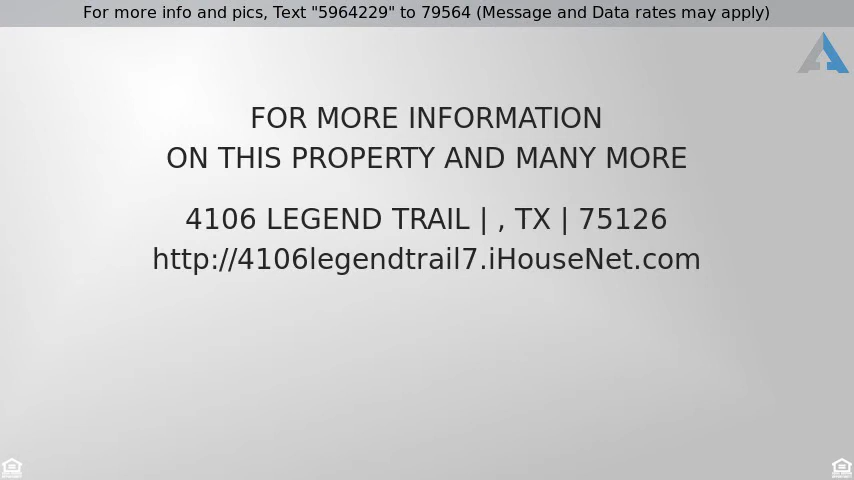 For more info and pics, Text "5964229" to 79564 (Message and Data rates may apply)
FOR MORE INFORMATION
ON THIS PROPERTY AND MANY MORE
4106 LEGEND TRAIL | , TX | 75126
http://4106legendtrail7.iHouseNet.com